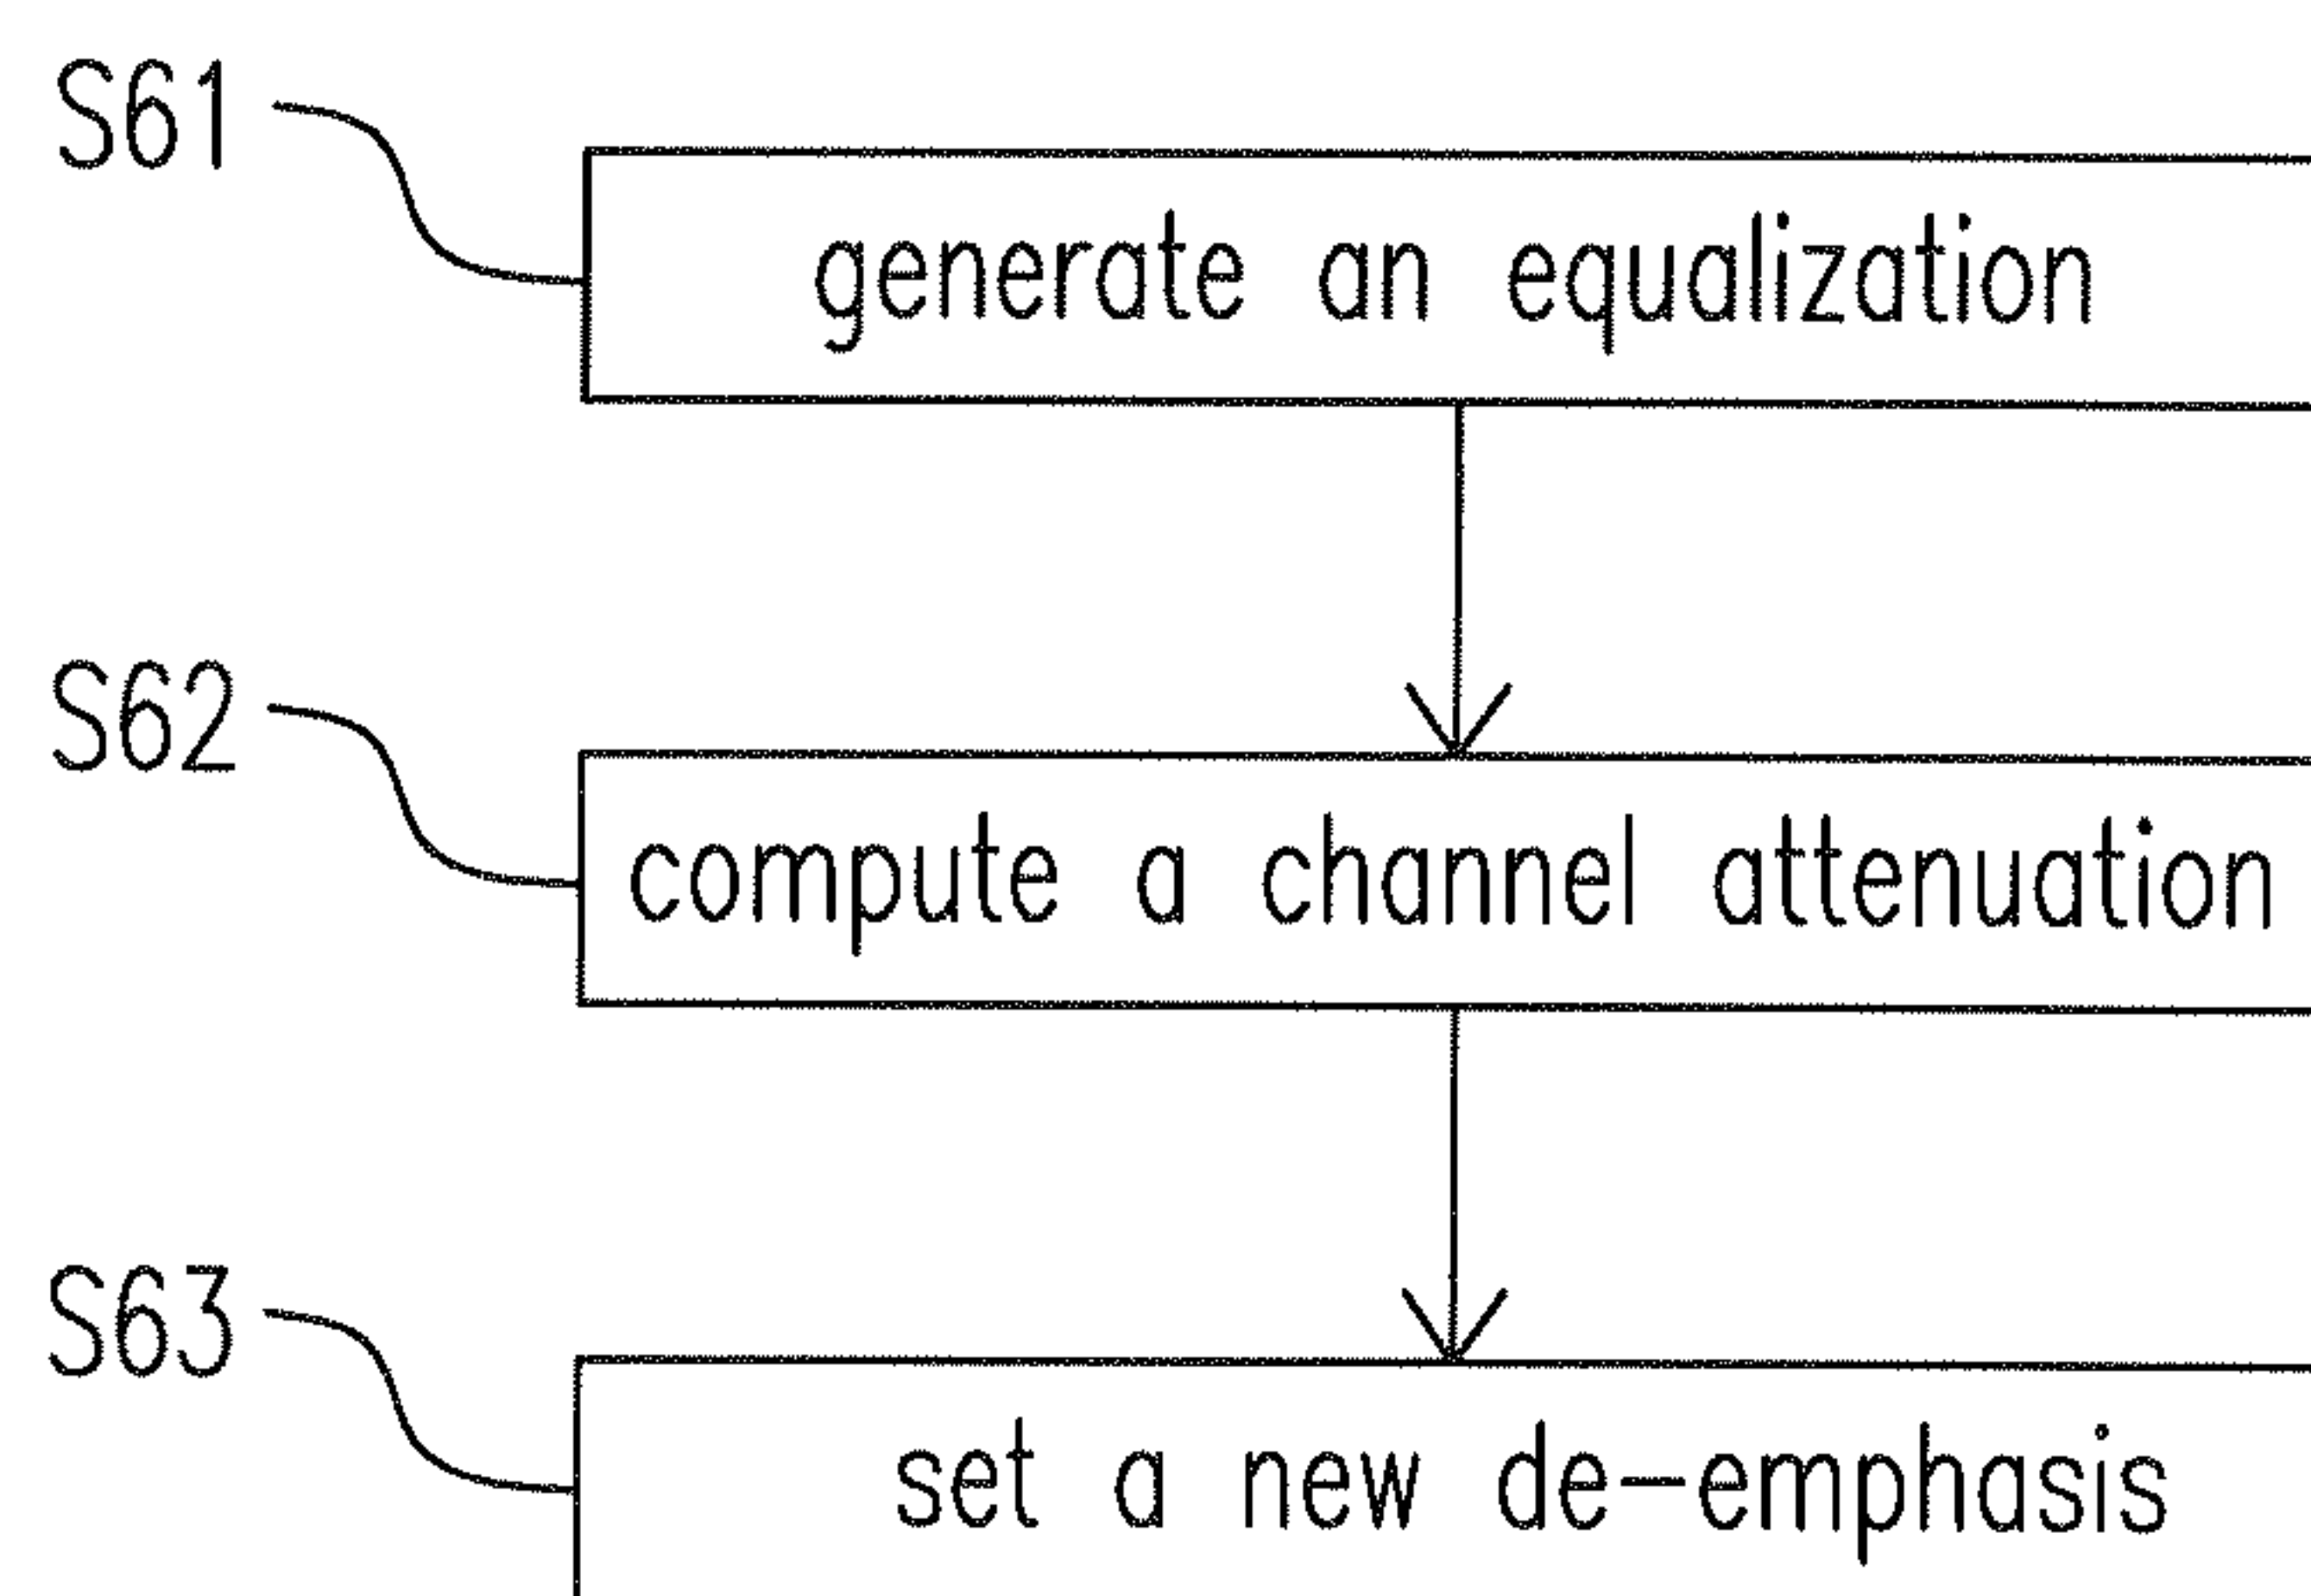 S61
generate an equalization
S62
compute a channel attenuation
S63
set a new de-emphasis